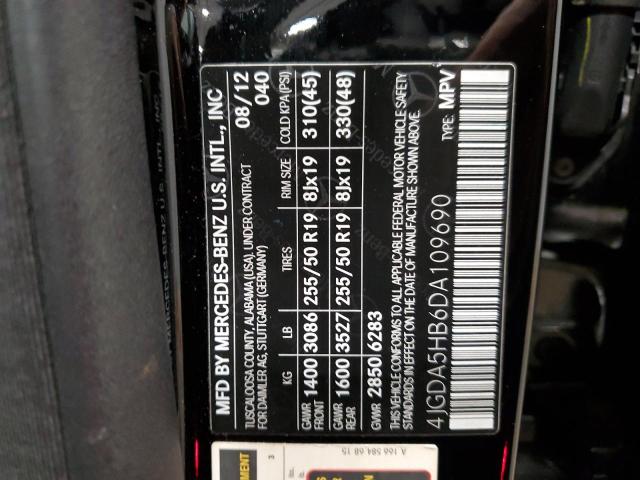 MFD BY MERCEDES-BENZ U.S. INTL., INC
TUSCALOOSA COUNTY, ALABAMA (USA), UNDER CONTRACT 08/12
FOR DAIMLER AG, STUTTGART (GERMANY) 040
KG LB TIRES RIM SIZE COLD KPA (PSI)
GAWR FRONT 1400 3086 255/50 R19 8Jx19 310(45)
GAWR REAR 1600 3527 255/50 R19 8Jx19 330(48)
GVWR 2850 6283
THIS VEHICLE CONFORMS TO ALL APPLICABLE FEDERAL MOTOR VEHICLE SAFETY
STANDARDS IN EFFECT ON THE DATE OF MANUFACTURE SHOWN ABOVE.
4JGDA5HB6DA109690 TYPE: MPV
A 166 584 68 15
3